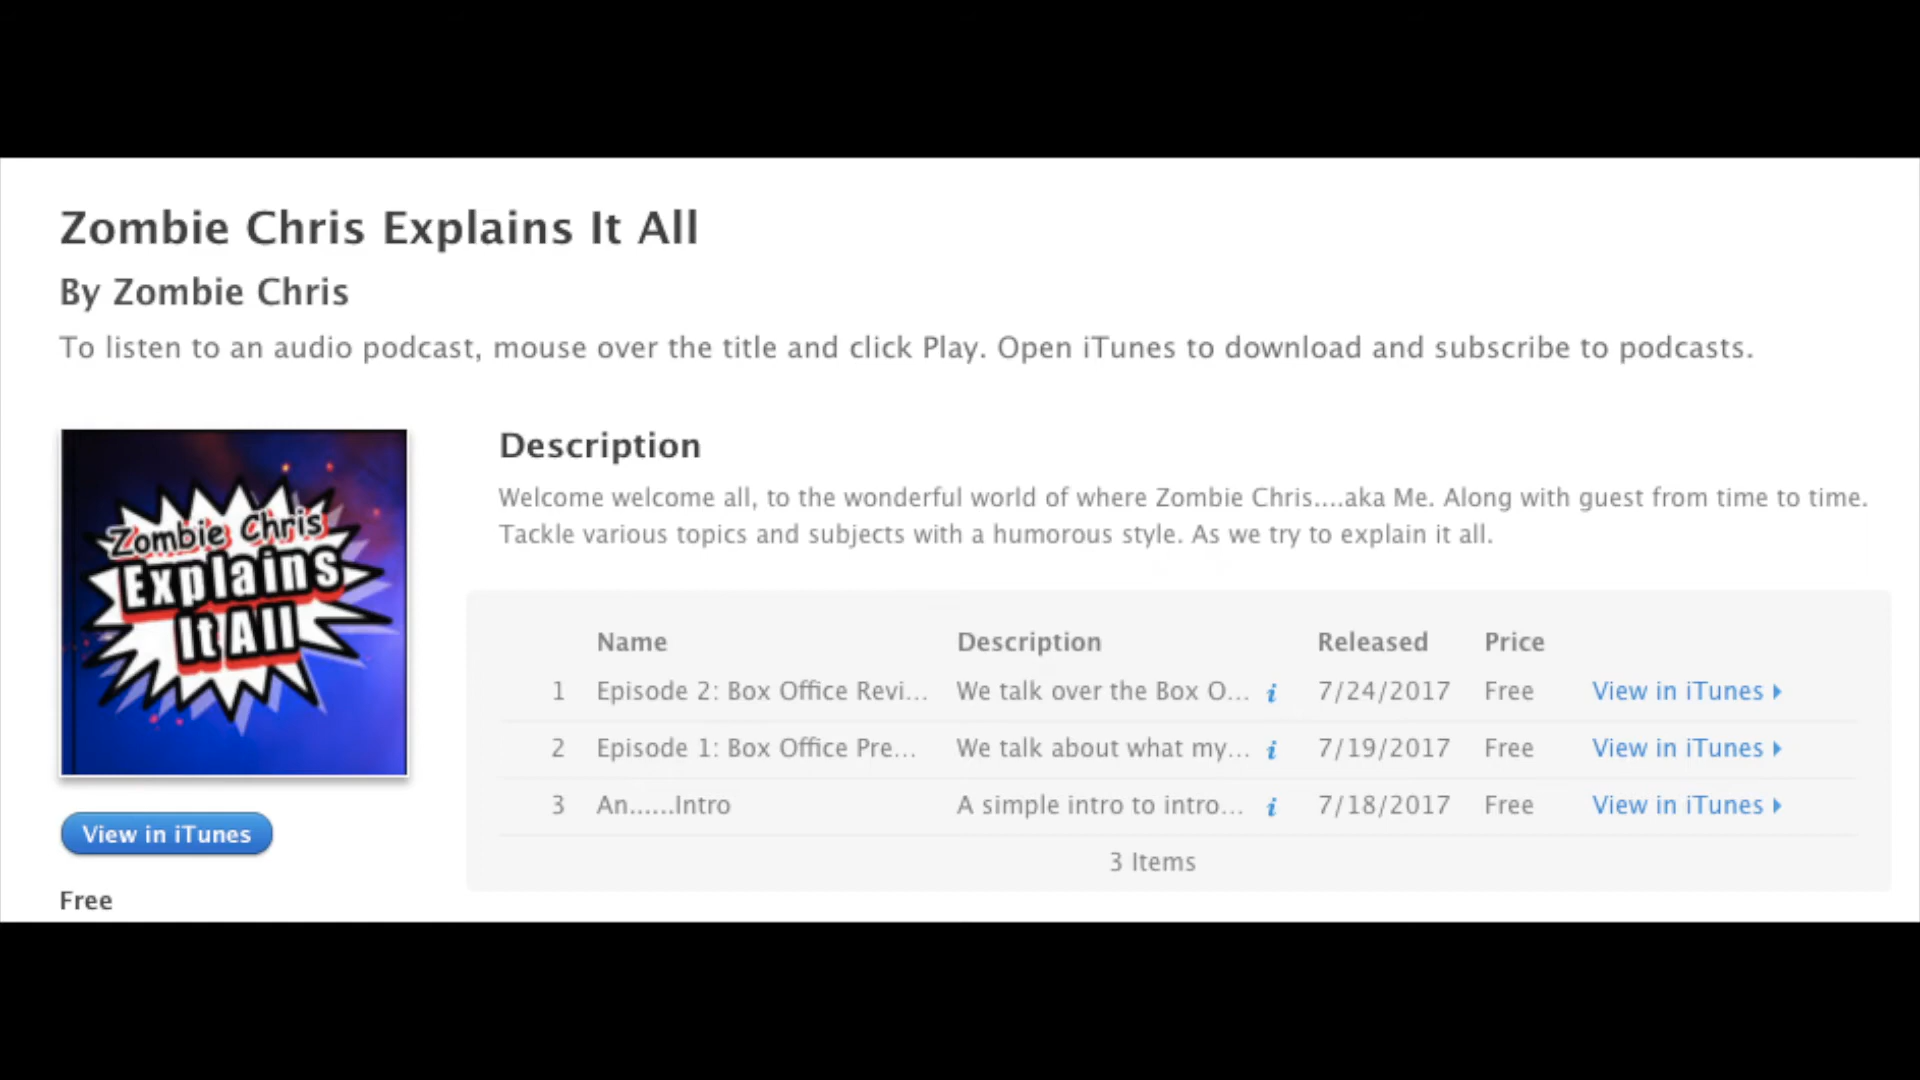 Zombie Chris Explains It All
By Zombie Chris
To listen to an audio podcast, mouse over the title and click Play. Open iTunes to download and subscribe to podcasts.
Zombie Chris
Explains
It All
View in iTunes
Free
Description
Welcome welcome all, to the wonderful world of where Zombie Chris....aka Me. Along with guest from time to time.
Tackle various topics and subjects with a humorous style. As we try to explain it all.
Name Description Released Price
1 Episode 2: Box Office Revi... We talk over the Box O... i 7/24/2017 Free View in iTunes
2 Episode 1: Box Office Pre... We talk about what my... i 7/19/2017 Free View in iTunes
3 An......Intro A simple intro to intro... i 7/18/2017 Free View in iTunes
3 Items